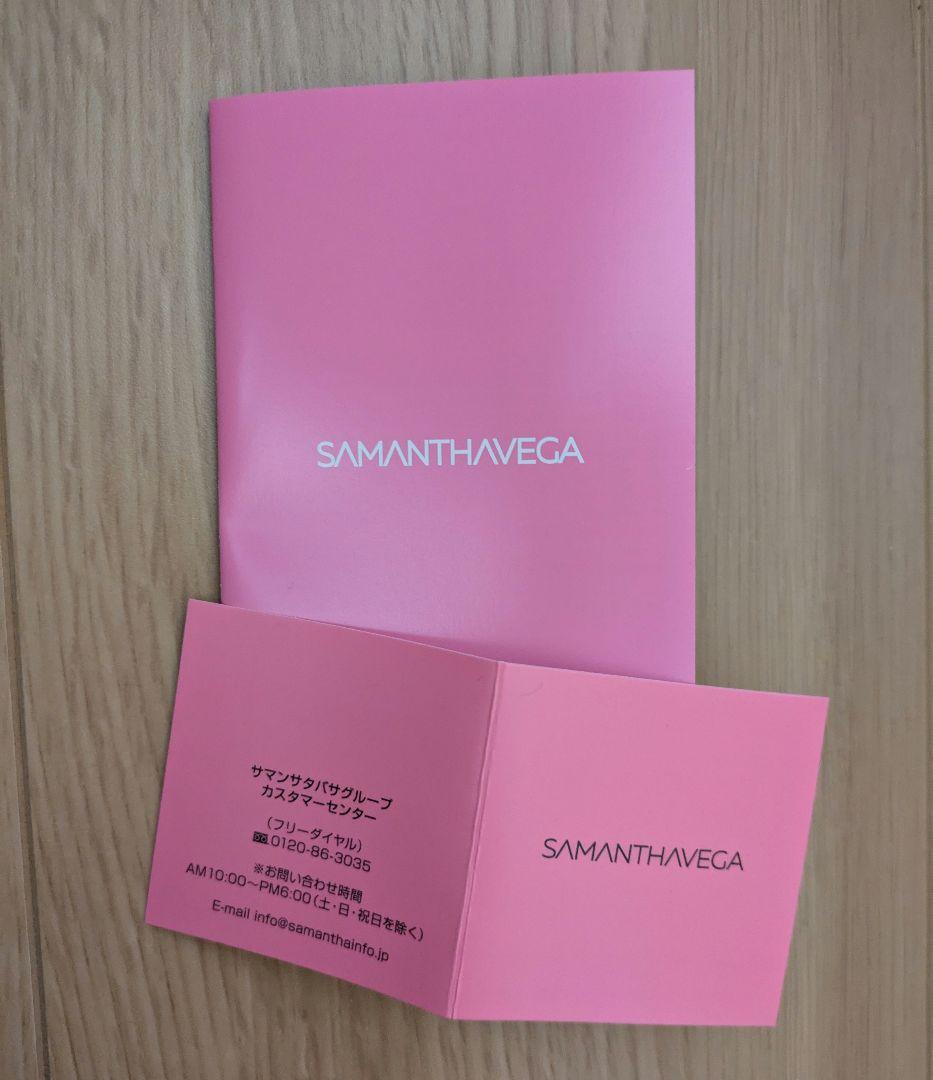 SAMANTHAVEGA
サマンサタバサグループ
カスタマーセンター
（フリーダイヤル）
0120-86-3035
※お問い合わせ時間
AM10:00～PM6:00（土・日・祝日を除く）
E-mail info@samanthainfo.jp
SAMANTHAVEGA